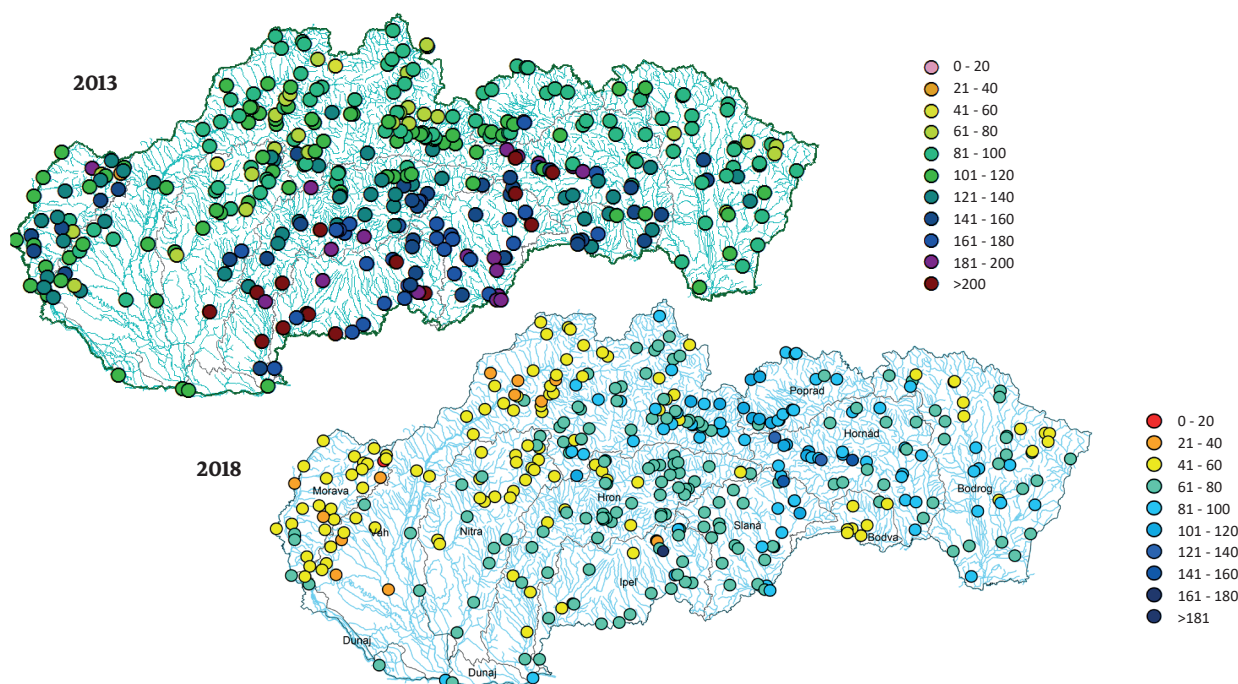 2013
0 - 20
21 - 40
41 - 60
61 - 80
81 - 100
101 - 120
121 - 140
141 - 160
161 - 180
181 - 200
>200
2018
Poprad
Hornád
Morava
Váh
Nitra
Hron
Slaná
Bodrog
Bodva
Ipeľ
Dunaj
Dunaj
0 - 20
21 - 40
41 - 60
61 - 80
81 - 100
101 - 120
121 - 140
141 - 160
161 - 180
>181